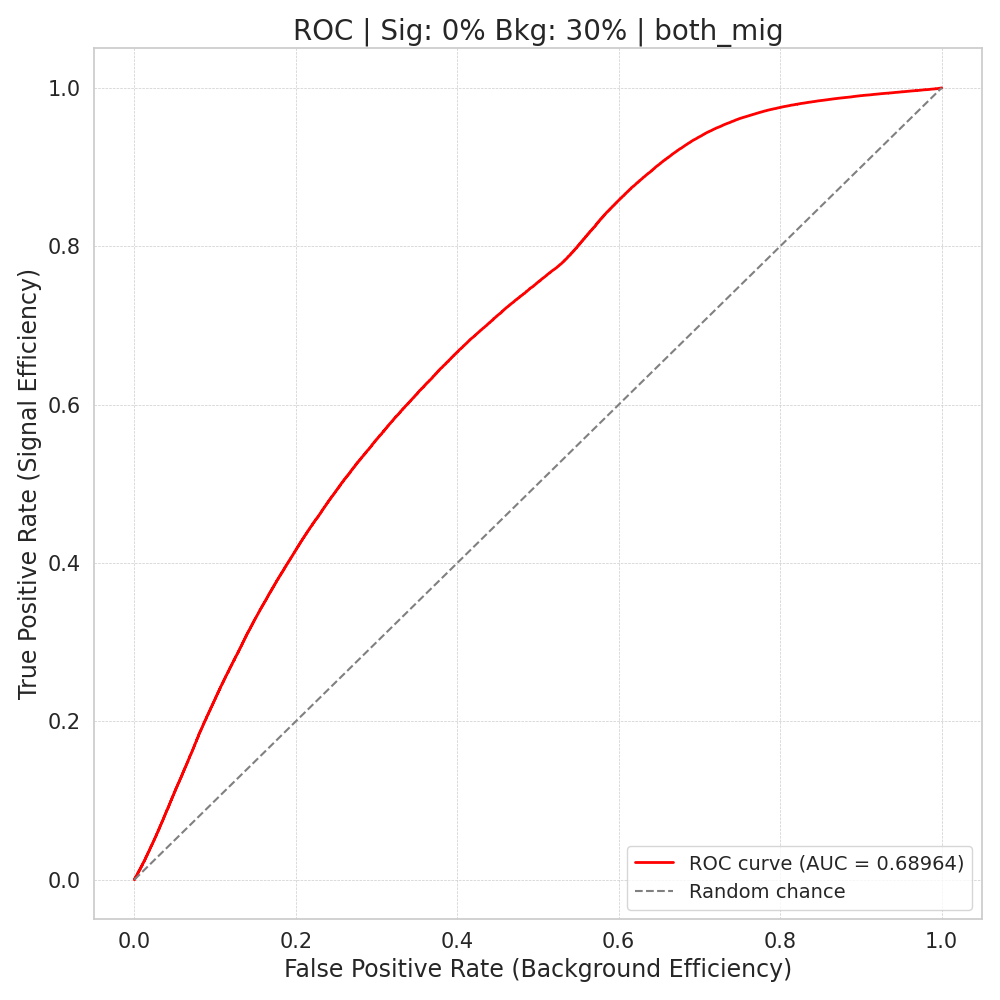 ROC | Sig: 0% Bkg: 30% | both_mig
True Positive Rate (Signal Efficiency)
1.0
0.8
0.6
0.4
0.2
0.0
ROC curve (AUC = 0.68964)
Random chance
0.0 0.2 0.4 0.6 0.8 1.0
False Positive Rate (Background Efficiency)